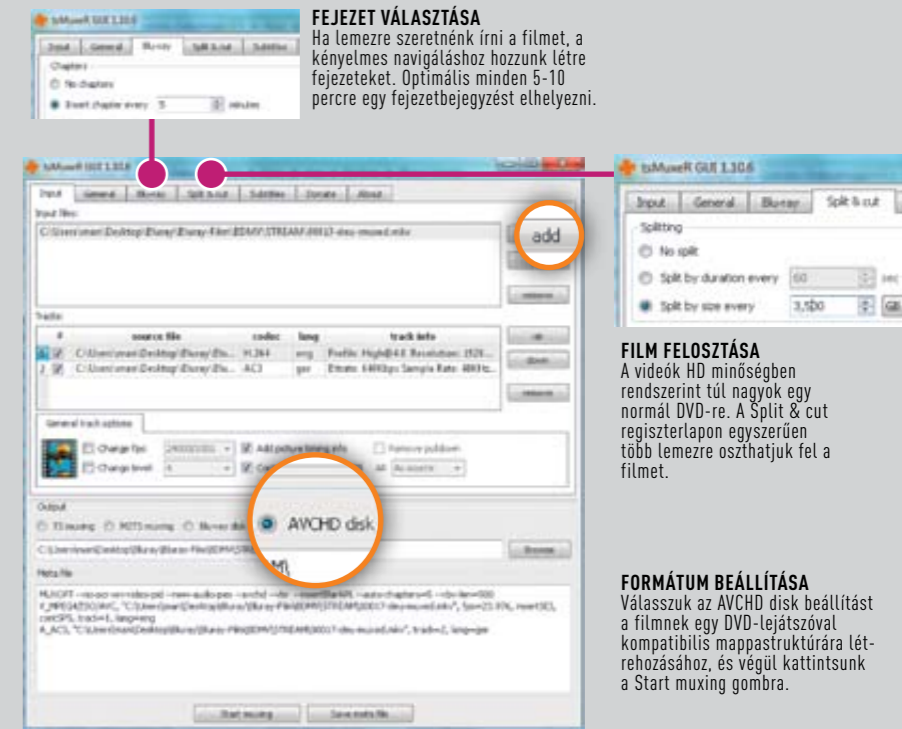 tsMuxeR GUI 1.10.6
Input General Blu-ray Split & cut Subtitles
Chapters
No chapters
Insert chapter every 5 minutes
FEJEZET VÁLASZTÁSA
Ha lemezre szeretnénk írni a filmet, a
kényelmes navigáláshoz hozzunk létre
fejezeteket. Optimális minden 5-10
percre egy fejezetbejegyzést elhelyezni.
tsMuxeR GUI 1.10.6
Input General Blu-ray Split & cut Subtitles Donate About
Input files:
add
remove
Tracks:
# source file codec lang track info
H.264 eng
AC3 ger
up
down
remove
General track options
Change fps
Add picture timing info
Remove pulldown
Change level 4
As source
Output
TS muxing M2TS muxing Blu-ray disk AVCHD disk
Browse
Meta file
Start muxing Save meta file
tsMuxeR GUI 1.10.6
Input General Blu-ray Split & cut
Splitting
No split
Split by duration every 60 sec
Split by size every 3,500 GB
FILM FELOSZTÁSA
A videók HD minőségben
rendszerint túl nagyok egy
normál DVD-re. A Split & cut
regiszterlapon egyszerűen
több lemezre oszthatjuk fel a
filmet.
FORMÁTUM BEÁLLÍTÁSA
Válasszuk az AVCHD disk beállítást
a filmnek egy DVD-lejátszóval
kompatibilis mappastruktúrára lét-
rehozásához, és végül kattintsunk
a Start muxing gombra.